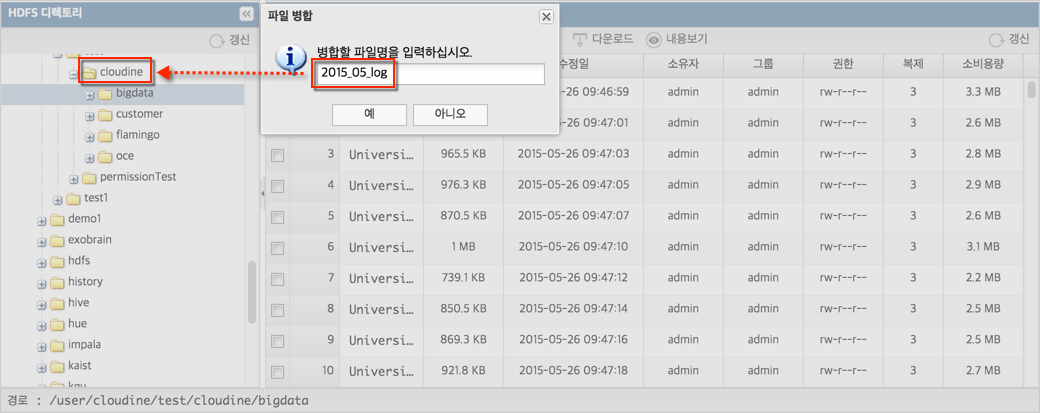 HDFS 디렉토리
갱신
cloudine
bigdata
customer
flamingo
oce
permissionTest
test1
demo1
exobrain
hdfs
history
hive
hue
impala
kaist
kgu
파일 병합
병합할 파일명을 입력하십시오.
2015_05_log
예 아니오
다운로드 내용보기 갱신
수정일 소유자 그룹 권한 복제 소비용량
-05-26 09:46:59 admin admin rw-r--r-- 3 3.3 MB
-05-26 09:47:01 admin admin rw-r--r-- 3 2.6 MB
3 Universi... 965.5 KB 2015-05-26 09:47:03 admin admin rw-r--r-- 3 2.8 MB
4 Universi... 976.3 KB 2015-05-26 09:47:05 admin admin rw-r--r-- 3 2.9 MB
5 Universi... 870.5 KB 2015-05-26 09:47:07 admin admin rw-r--r-- 3 2.6 MB
6 Universi... 1 MB 2015-05-26 09:47:10 admin admin rw-r--r-- 3 3.1 MB
7 Universi... 739.1 KB 2015-05-26 09:47:12 admin admin rw-r--r-- 3 2.2 MB
8 Universi... 850.5 KB 2015-05-26 09:47:14 admin admin rw-r--r-- 3 2.5 MB
9 Universi... 869.3 KB 2015-05-26 09:47:16 admin admin rw-r--r-- 3 2.5 MB
10 Universi... 921.8 KB 2015-05-26 09:47:18 admin admin rw-r--r-- 3 2.7 MB
경로 : /user/cloudine/test/cloudine/bigdata